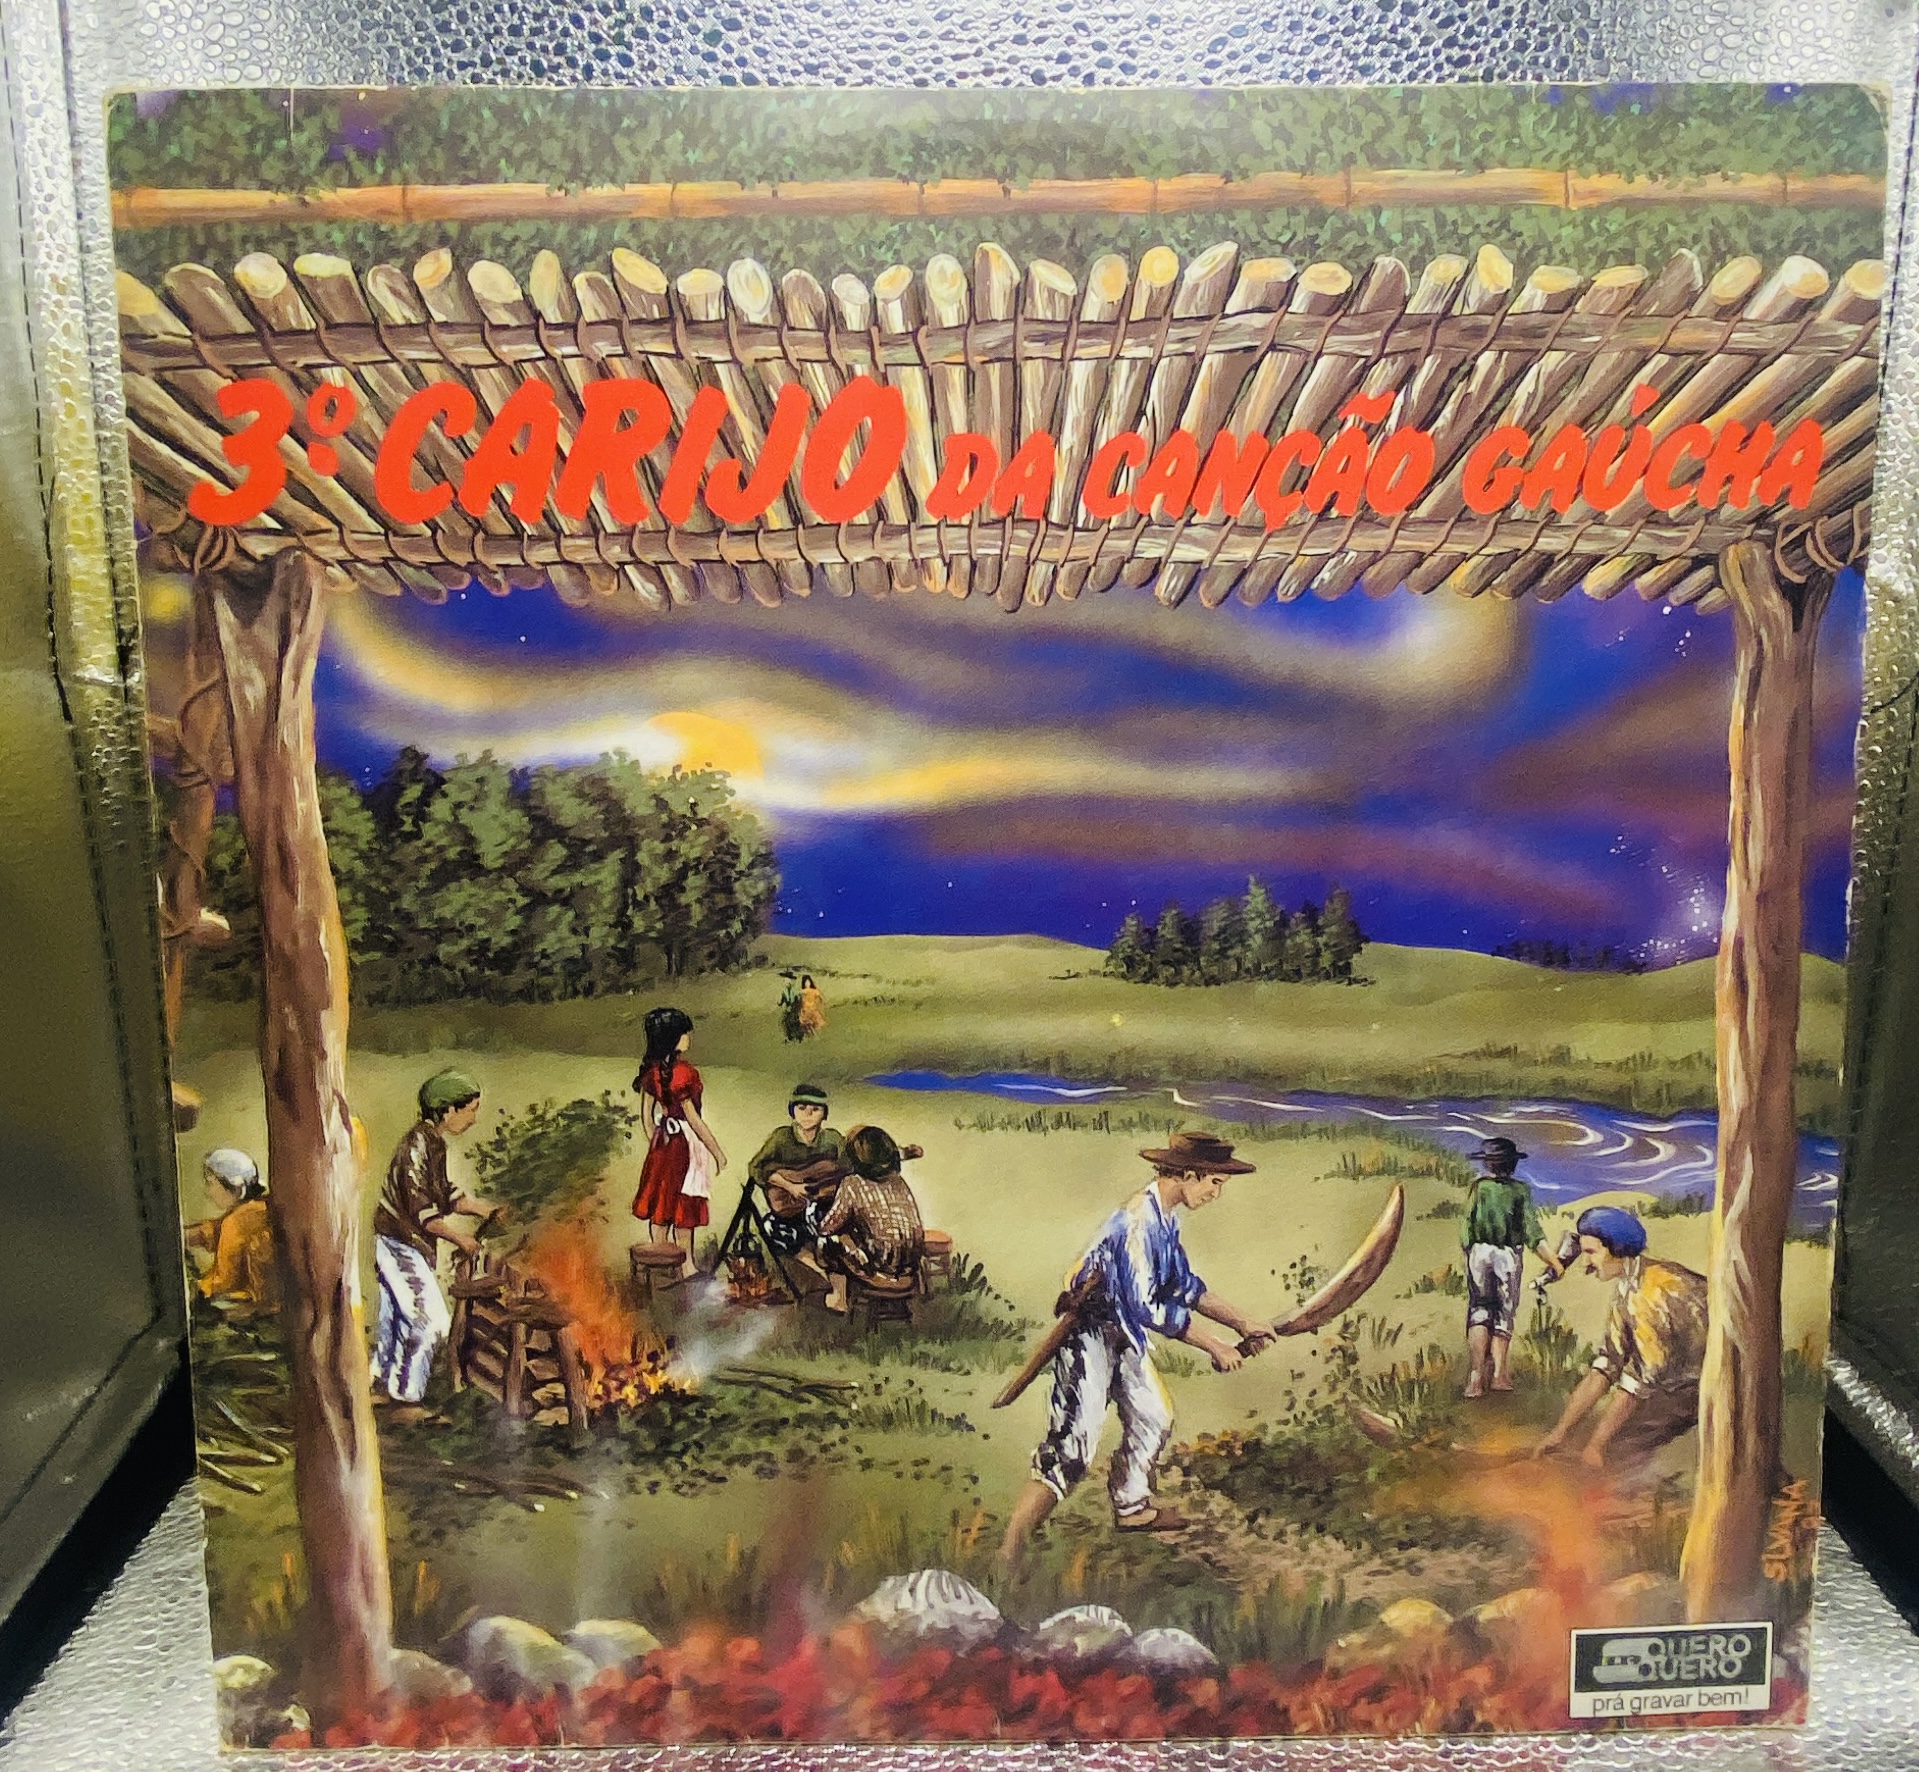 3º CARIJO DA CANÇÃO GAÚCHA
SILVANA
QUERO
QUERO
prá gravar bem!